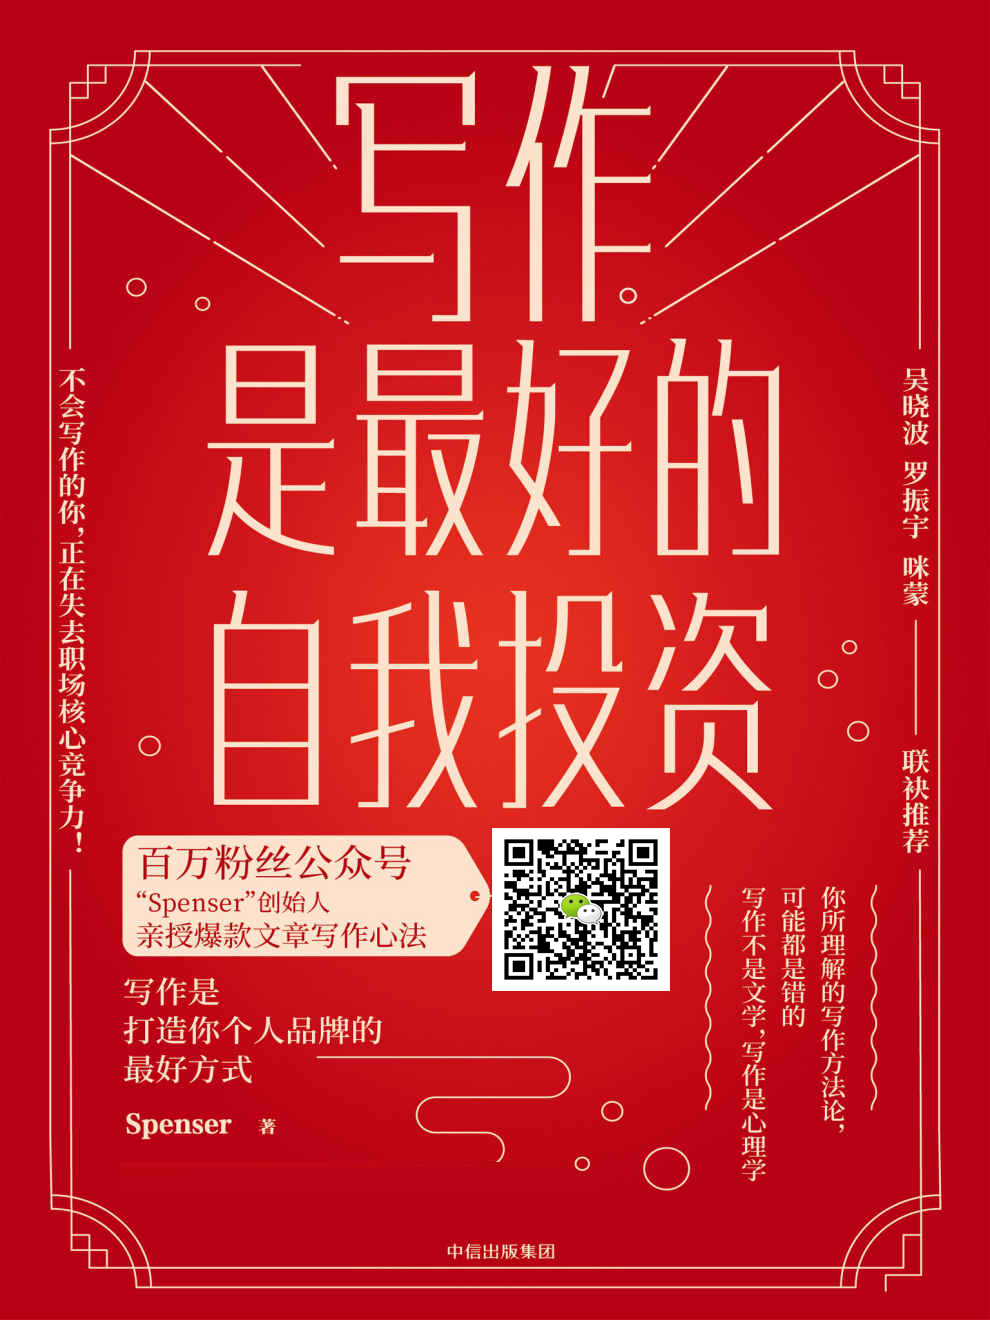 写作
是最好的
自我投资
不会写作的你，正在失去职场核心竞争力！
吴晓波 罗振宇 咪蒙
联袂推荐
百万粉丝公众号
“Spenser”创始人
亲授爆款文章写作心法
写作是
打造你个人品牌的
最好方式
Spenser 著
你所理解的写作方法论，
可能都是错的
写作不是文学，写作是心理学
中信出版集团